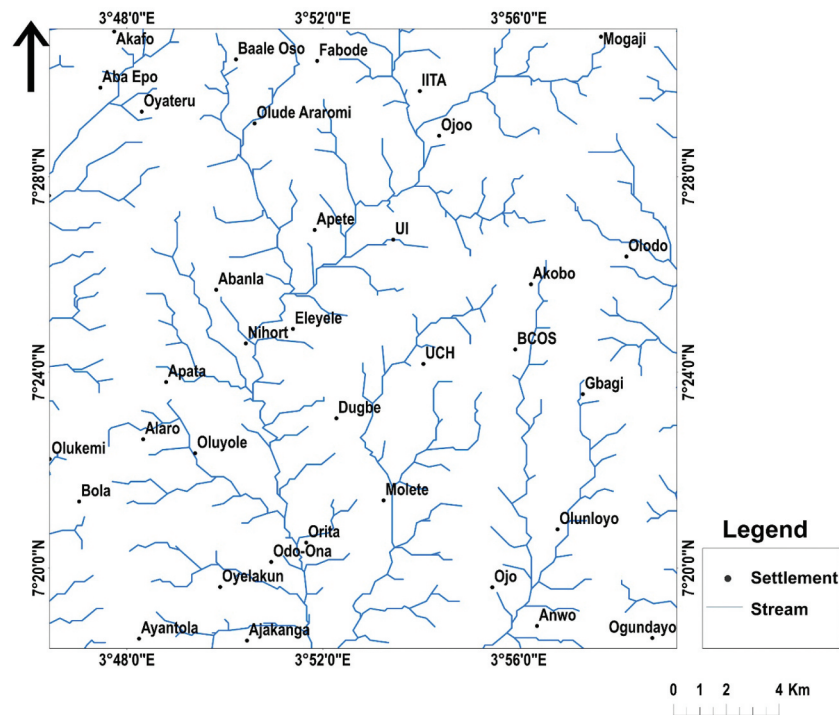 3°48'0"E 3°52'0"E 3°56'0"E
Akafo
Mogaji
Baale Oso
Fabode
Aba Epo
IITA
Oyateru
Olude Araromi
Ojoo
7°28'0"N
7°28'0"N
Apete
UI
Olodo
Abanla
Akobo
Eleyele
Nihort
BCOS
UCH
7°24'0"N
7°24'0"N
Apata
Gbagi
Dugbe
Alaro
Oluyole
Olukemi
Bola
Molete
Olunloyo
Orita
Odo-Ona
7°20'0"N
7°20'0"N
Oyelakun
Ojo
Ayantola
Ajakanga
Anwo
Ogundayo
3°48'0"E 3°52'0"E 3°56'0"E
Legend
Settlement
Stream
0 1 2 4 Km